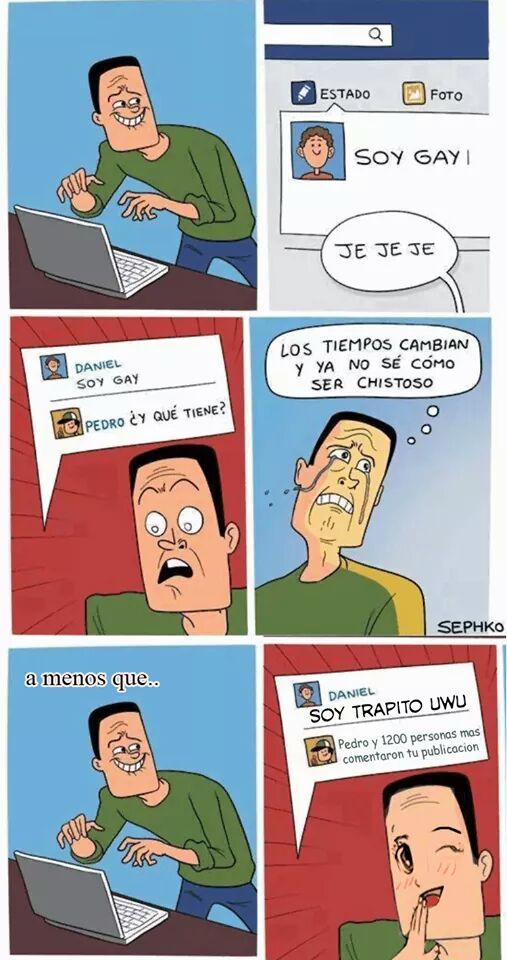 ESTADO
FOTO
SOY GAY|
JE JE JE
DANIEL
SOY GAY
PEDRO ¿Y QUÉ TIENE?
LOS TIEMPOS CAMBIAN
Y YA NO SÉ CÓMO
SER CHISTOSO
SEPHKO
a menos que..
DANIEL
SOY TRAPITO UWU
Pedro y 1200 personas mas
comentaron tu publicacion